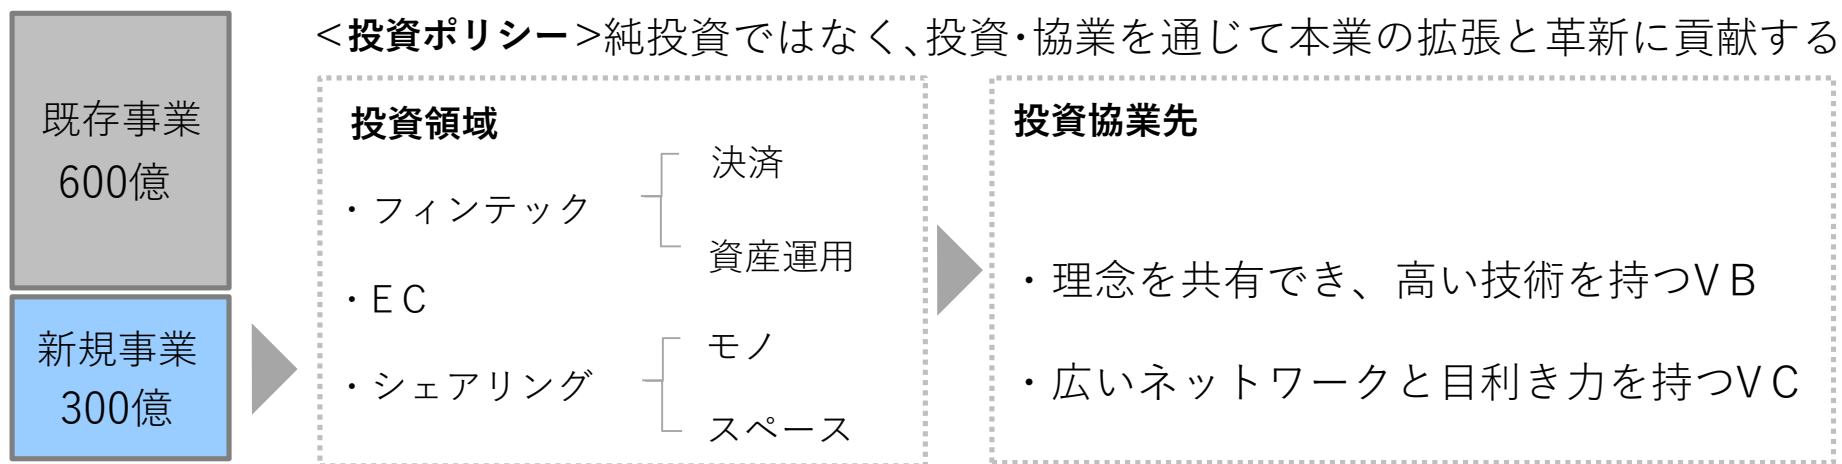 <投資ポリシー>純投資ではなく、投資・協業を通じて本業の拡張と革新に貢献する
既存事業
600億
新規事業
300億
投資領域
・フィンテック
決済
資産運用
・EC
・シェアリング
モノ
スペース
投資協業先
・理念を共有でき、高い技術を持つVB
・広いネットワークと目利き力を持つVC